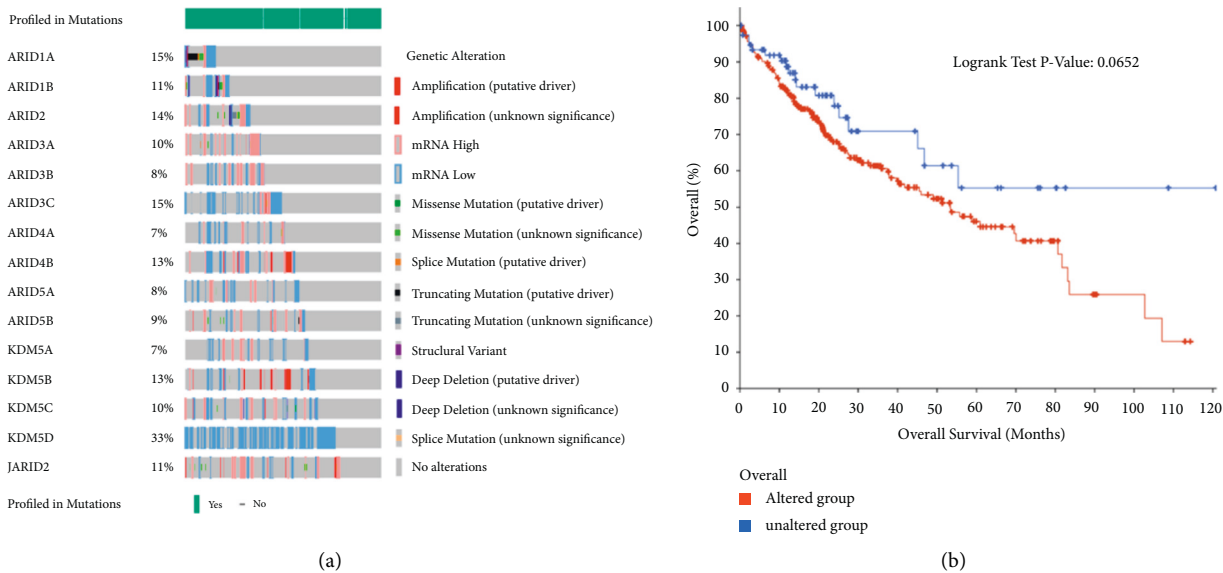 Profiled in Mutations
ARID1A 15%
ARID1B 11%
ARID2 14%
ARID3A 10%
ARID3B 8%
ARID3C 15%
ARID4A 7%
ARID4B 13%
ARID5A 8%
ARID5B 9%
KDM5A 7%
KDM5B 13%
KDM5C 10%
KDM5D 33%
JARID2 11%
Profiled in Mutations Yes No
Genetic Alteration
Amplification (putative driver)
Amplification (unknown significance)
mRNA High
mRNA Low
Missense Mutation (putative driver)
Missense Mutation (unknown significance)
Splice Mutation (putative driver)
Truncating Mutation (putative driver)
Truncating Mutation (unknown significance)
Struclural Variant
Deep Deletion (putative driver)
Deep Deletion (unknown significance)
Splice Mutation (unknown significance)
No alterations
(a)
Logrank Test P-Value: 0.0652
Overall (%)
100
90
80
70
60
50
40
30
20
10
0
0 10 20 30 40 50 60 70 80 90 100 110 120
Overall Survival (Months)
Overall
Altered group
unaltered group
(b)